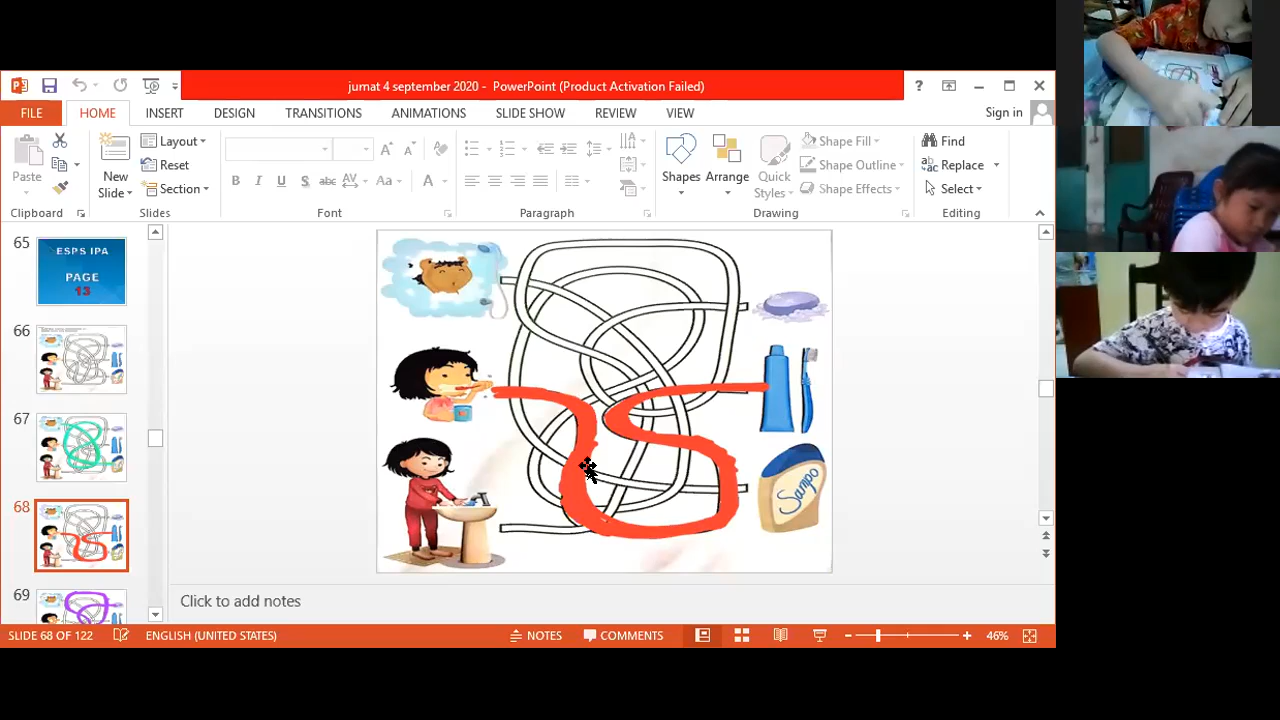 jumat 4 september 2020 - PowerPoint (Product Activation Failed)
FILE HOME INSERT DESIGN TRANSITIONS ANIMATIONS SLIDE SHOW REVIEW VIEW Sign in
Paste
New
Slide
Layout
Reset
Section
B I U S abc AV Aa A
Shapes
Arrange
Quick
Styles
Shape Fill
Shape Outline
Shape Effects
Find
Replace
Select
Clipboard Slides Font Paragraph Drawing Editing
65
ESPS IPA
PAGE
13
66
67
68
69
Sampo
Click to add notes
SLIDE 68 OF 122 ENGLISH (UNITED STATES) NOTES COMMENTS 46%